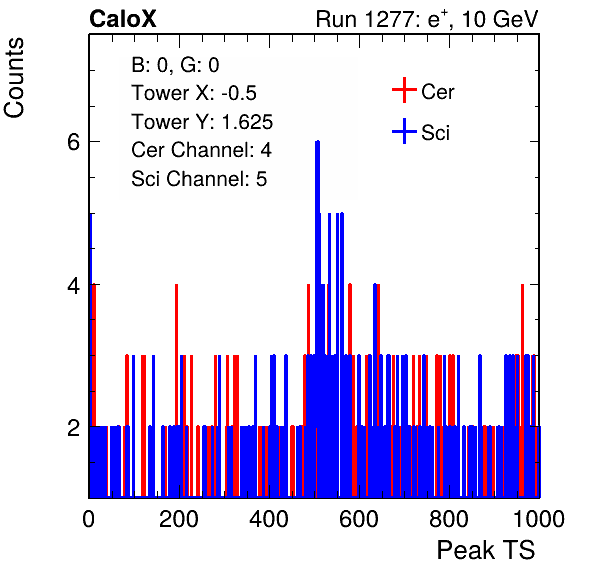 CaloX Run 1277: e⁺, 10 GeV
Counts
B: 0, G: 0
Tower X: -0.5
Tower Y: 1.625
Cer Channel: 4
Sci Channel: 5
Cer
Sci
6
4
2
0 200 400 600 800 1000
Peak TS